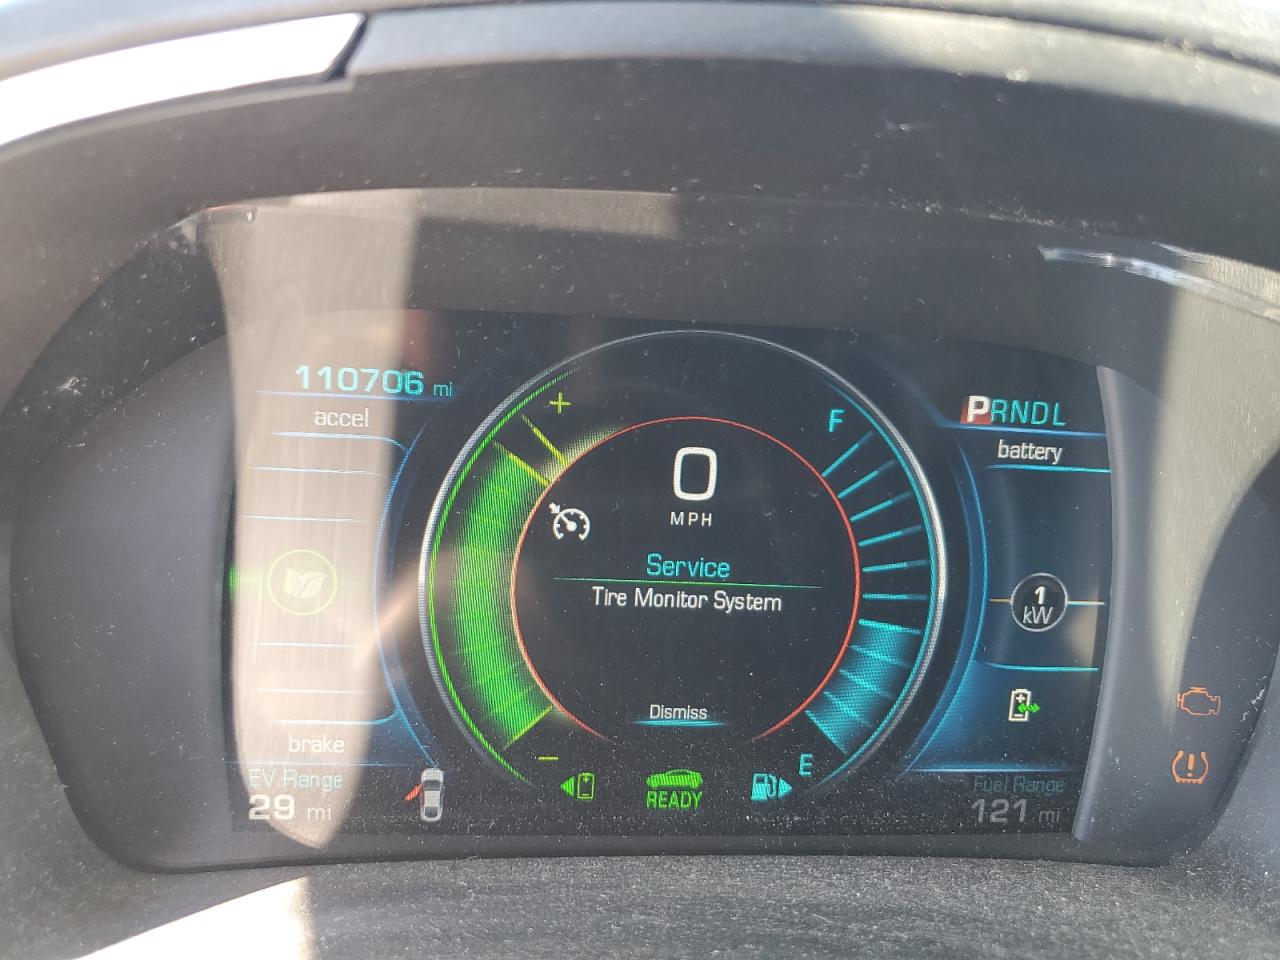 110706 mi
accel
F
PRNDL
battery
0
MPH
Service
Tire Monitor System
1
kW
Dismiss
brake
E
EV Range
29 mi
READY
Fuel Range
121 mi